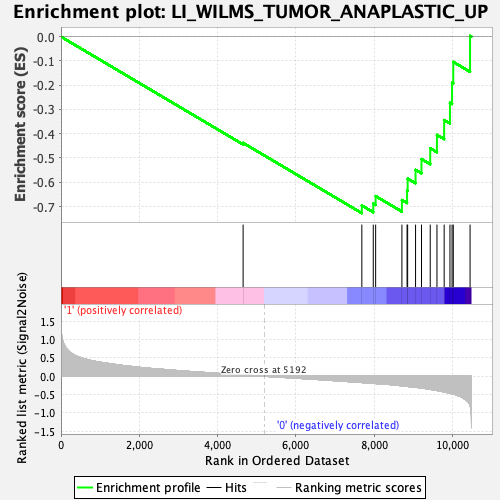 Enrichment plot: LI_WILMS_TUMOR_ANAPLASTIC_UP
Enrichment score (ES)
0.0
-0.1
-0.2
-0.3
-0.4
-0.5
-0.6
-0.7
'1' (positively correlated)
Ranked list metric (Signal2Noise)
1.5
1.0
0.5
0.0
-0.5
-1.0
-1.5
Zero cross at 5192
'0' (negatively correlated)
0 2,000 4,000 6,000 8,000 10,000
Rank in Ordered Dataset
Enrichment profile Hits Ranking metric scores